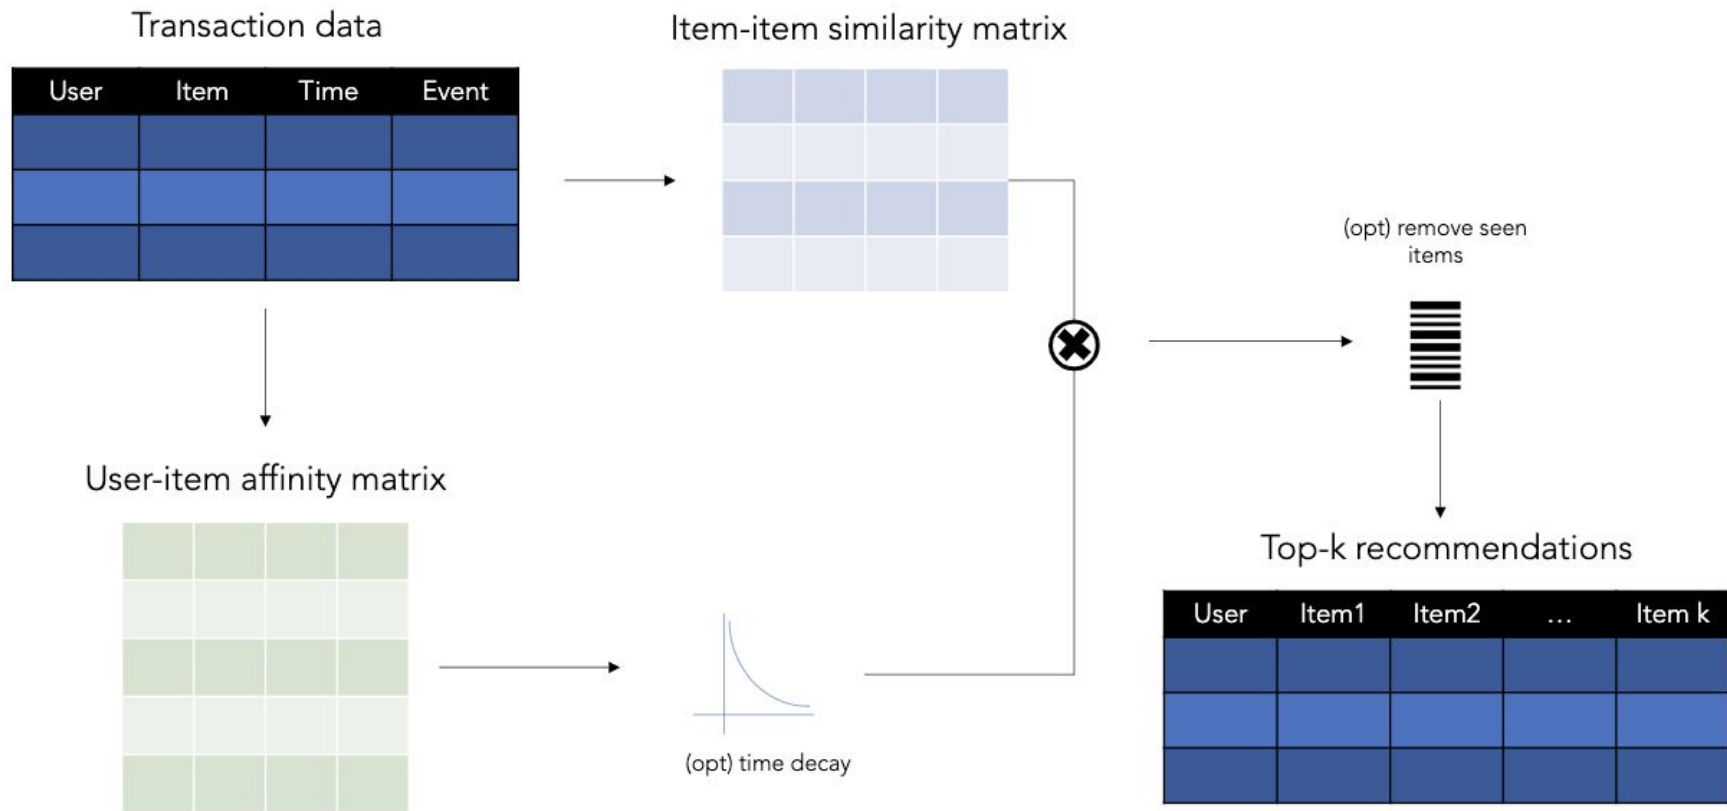 Transaction data
User Item Time Event
Item-item similarity matrix
(opt) remove seen
items
User-item affinity matrix
(opt) time decay
Top-k recommendations
User Item1 Item2 ... Item k